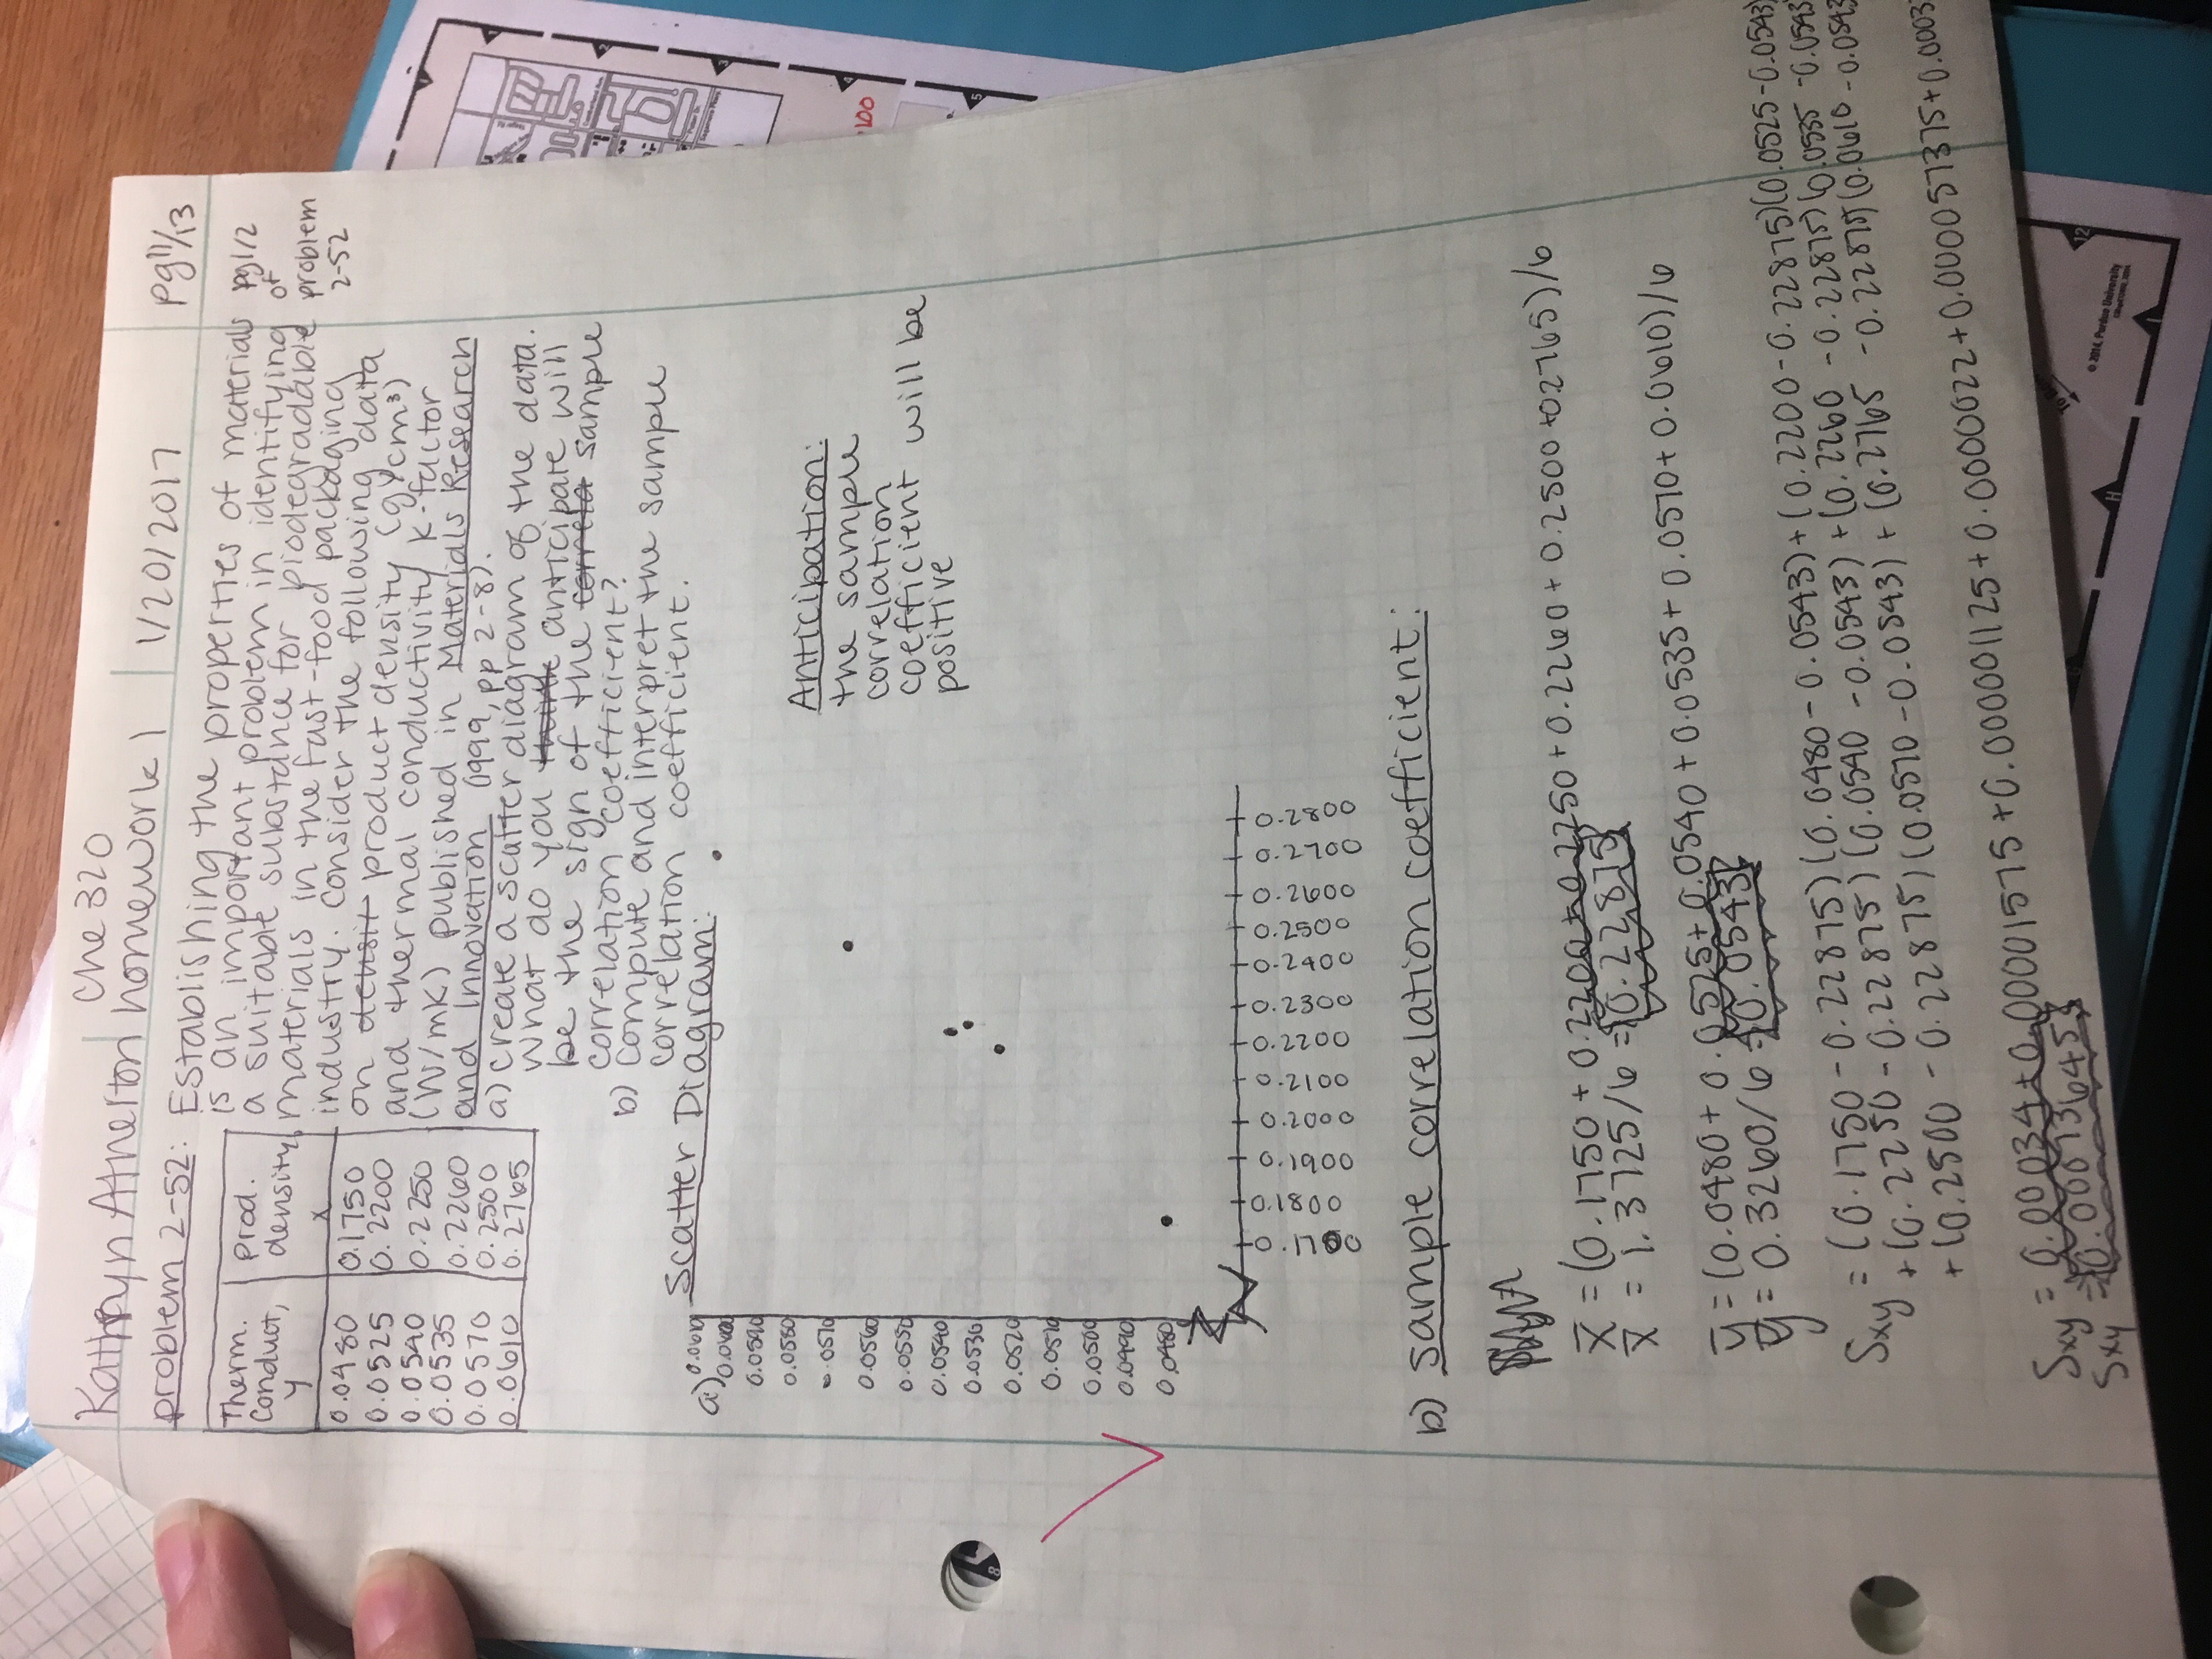 Kathryn Atherton
Che 320
homework 1
1/20/2017
pg 11/13
problem 2-52:
Therm. Conduct, y
prod. density, x
0.0480 0.1750
0.0525 0.2200
0.0540 0.2250
0.0535 0.2260
0.0570 0.2500
0.0610 0.2765
Establishing the properties of materials
is an important problem in identifying
a suitable substance for biodegradable
materials in the fast-food packaging
industry. Consider the following data
on densit product density (g/cm³)
and thermal conductivity K-factor
(W/mK) published in Materials Research
and Innovation (1999, pp 2-8).
a) create a scatter diagram of the data.
What do you think anticipate will
be the sign of the correla sample
correlation coefficient?
b) compute and interpret the sample
correlation coefficient.
pg 1/2
of
problem
2-52
a)
Scatter Diagram:
0.0610
0.0600
0.0590
0.0580
0.0570
0.0560
0.0550
0.0540
0.0530
0.0520
0.0510
0.0500
0.0490
0.0480
0.1700
0.1800
0.1900
0.2000
0.2100
0.2200
0.2300
0.2400
0.2500
0.2600
0.2700
0.2800
Anticipation:
the sample
correlation
coefficient will be
positive
b) sample correlation coefficient:
x̄ = (0.1750 + 0.2200 + 0.2250 + 0.2260 + 0.2500 + 0.2765)/6
x̄ = 1.3725/6 = 0.22875
ȳ = (0.0480 + 0.0525 + 0.0540 + 0.0535 + 0.0570 + 0.0610)/6
ȳ = 0.3260/6 = 0.0543
Sxy = (0.1750 - 0.22875)(0.0480 - 0.0543) + (0.2200 - 0.22875)(0.0525 - 0.0543)
+ (0.2250 - 0.22875)(0.0540 - 0.0543) + (0.2260 - 0.22875)(0.0535 - 0.0543
+ (0.2500 - 0.22875)(0.0570 - 0.0543) + (0.2765 - 0.22875)(0.0610 - 0.0543
Sxy = 0.00034 + 0.00001575 + 0.000001125 + 0.0000022 + 0.000057375 + 0.0003
Sxy = 0.000736455
100
1
2
3
4
5
8
12
H
I
© 2014, Purdue University